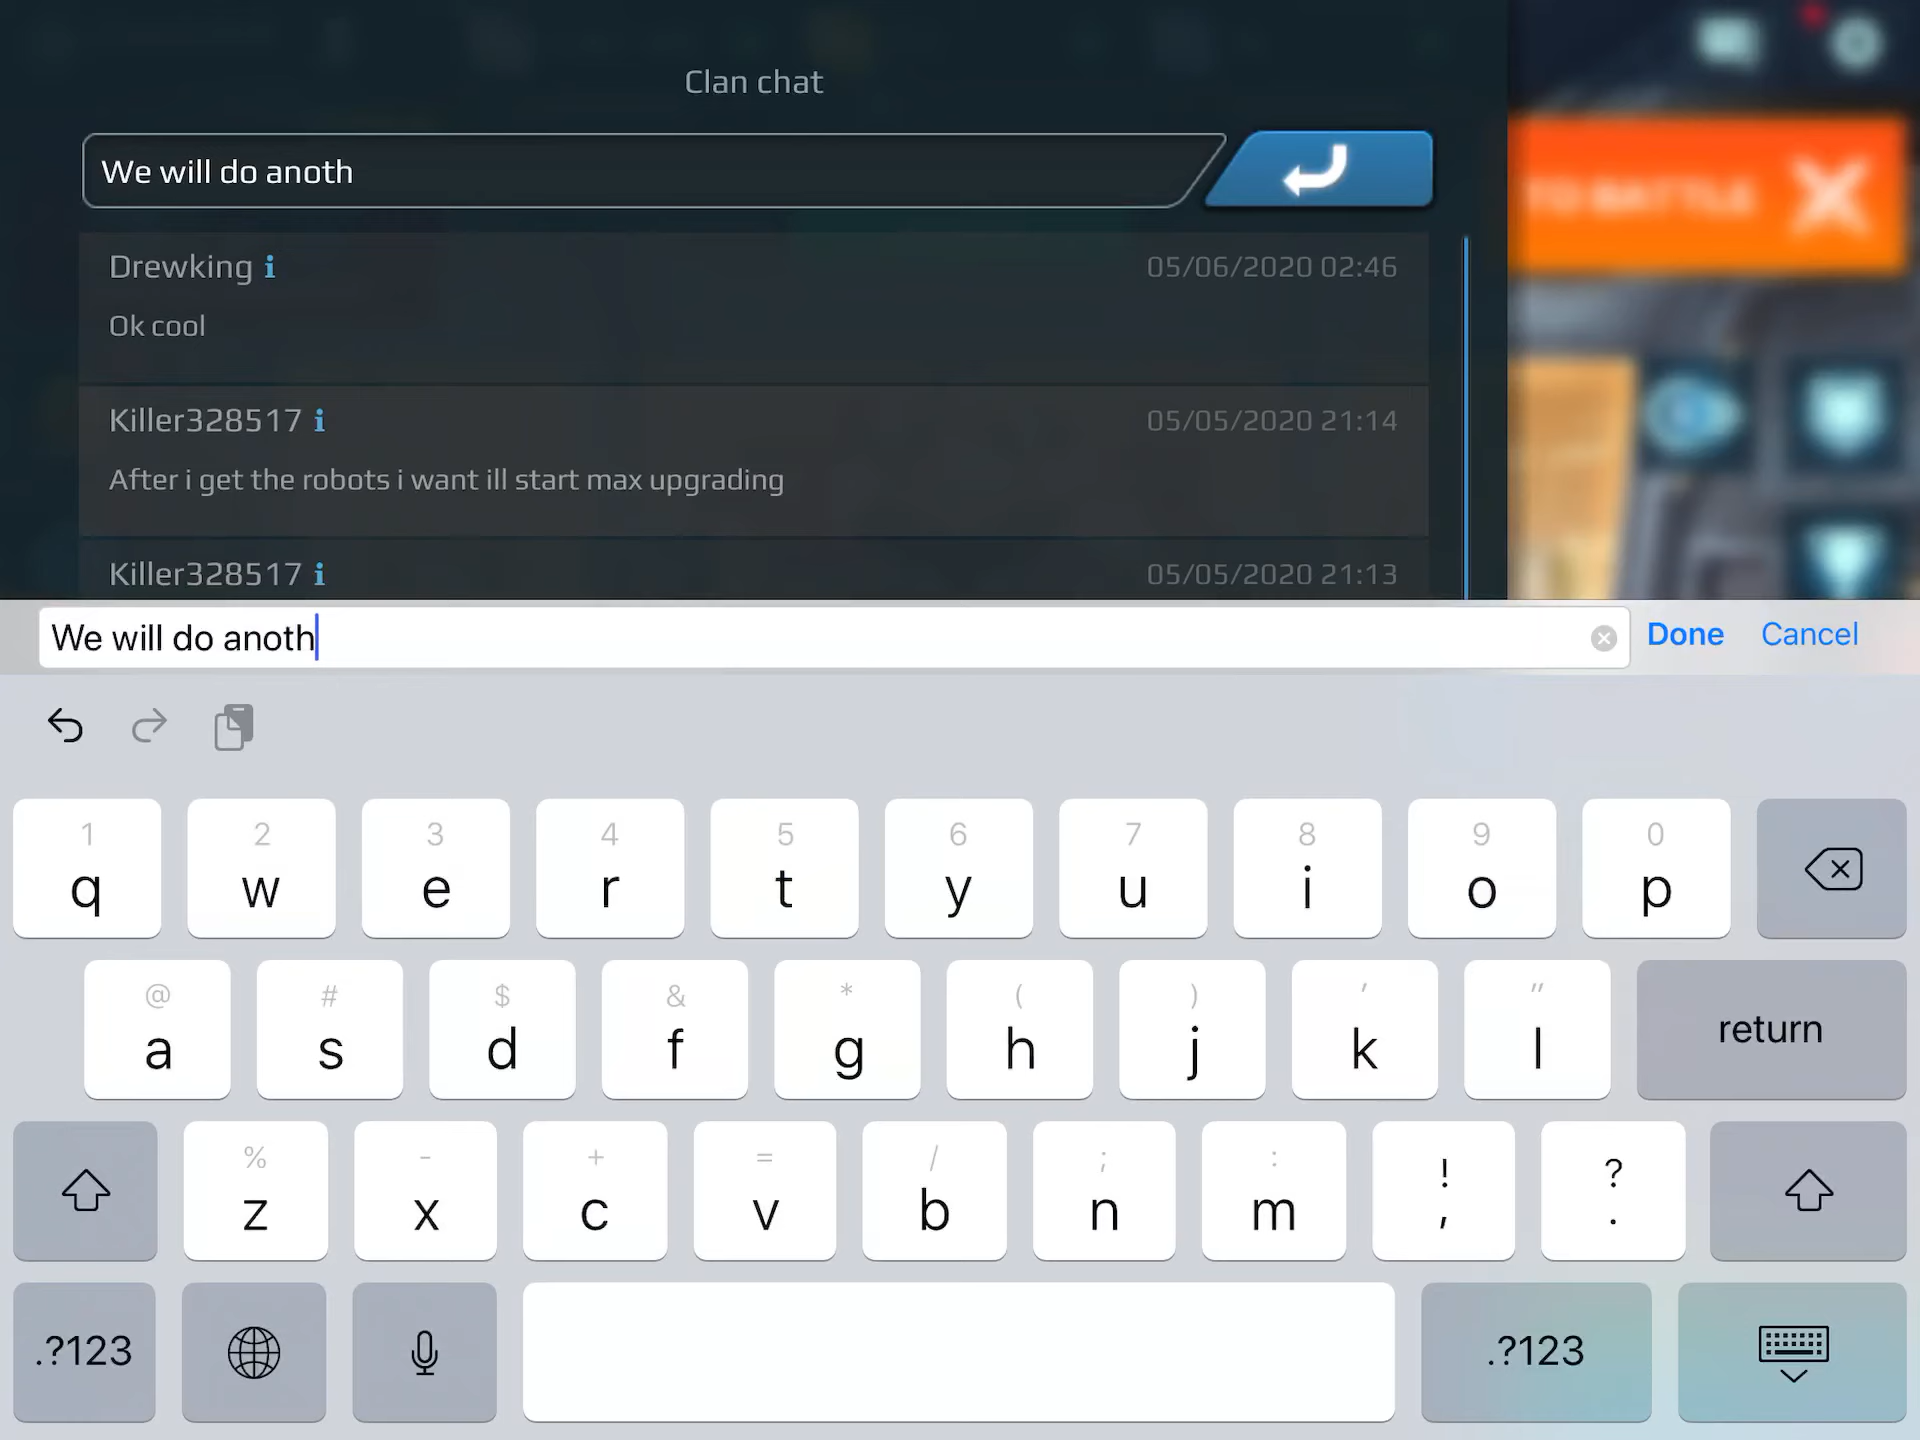 Clan chat
We will do anoth
TO BATTLE
Drewking i 05/06/2020 02:46
Ok cool
Killer328517 i 05/05/2020 21:14
After i get the robots i want ill start max upgrading
Killer328517 i 05/05/2020 21:13
We will do anoth Done Cancel
1 2 3 4 5 6 7 8 9 0
q w e r t y u i o p
@ # $ & * ( ) ' "
a s d f g h j k l return
% - + = / ; : ! ?
z x c v b n m , .
.?123 .?123